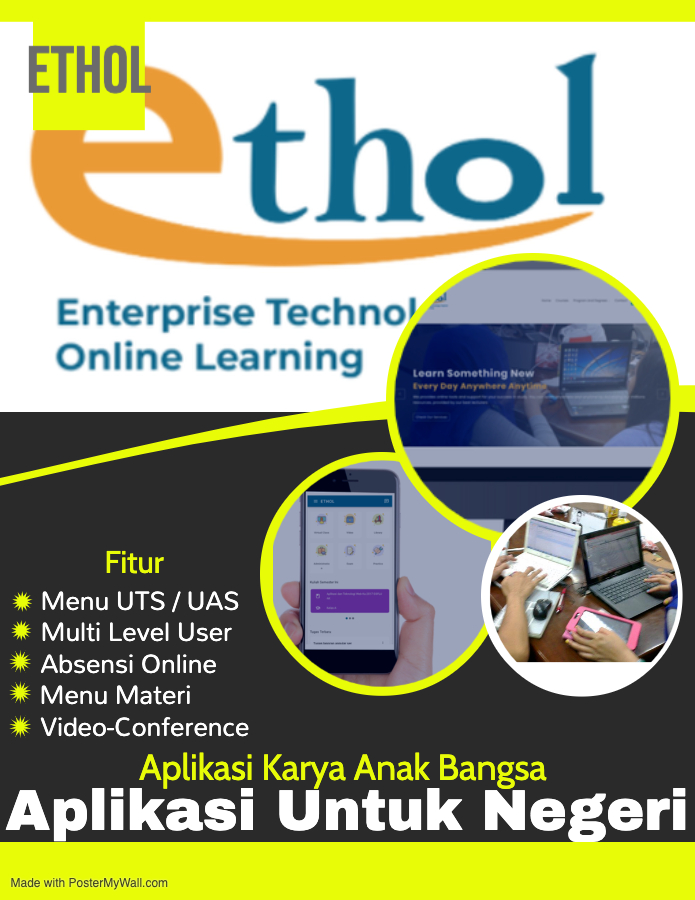 ETHOL
ethol
Enterprise Technol
Online Learning
Learn Something New
Every Day Anywhere Anytime
ETHOL
Fitur
Menu UTS / UAS
Multi Level User
Absensi Online
Menu Materi
Video-Conference
Aplikasi Karya Anak Bangsa
Aplikasi Untuk Negeri
Made with PosterMyWall.com